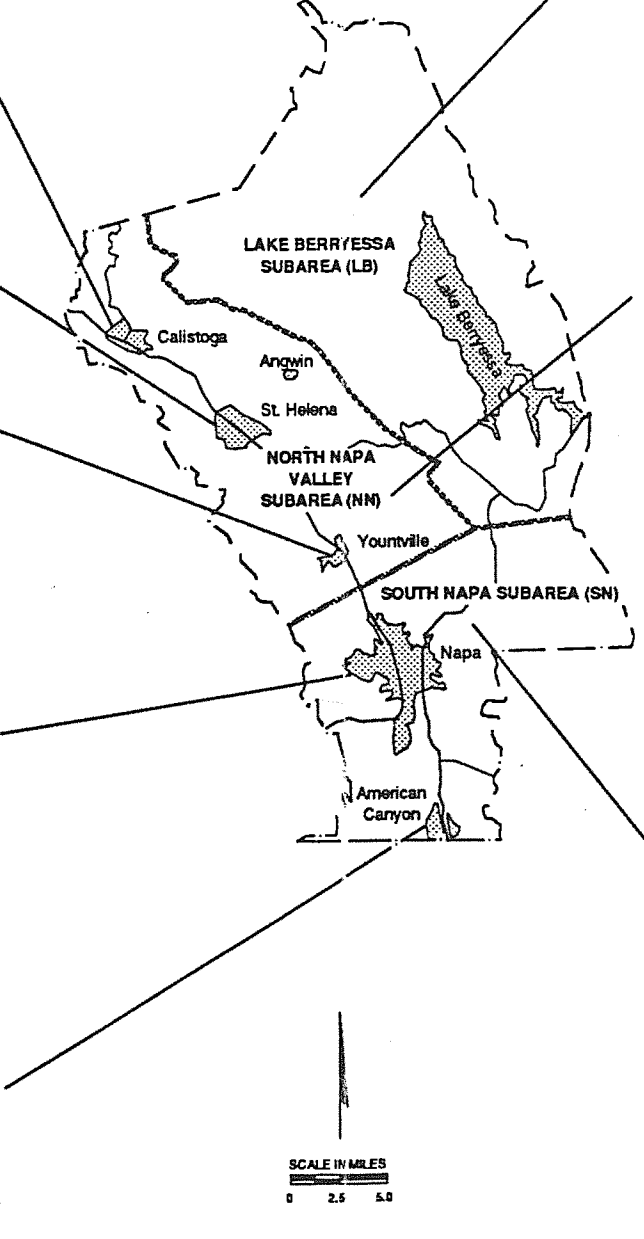 LAKE BERRYESSA
SUBAREA (LB)
Lake Berryessa
Calistoga
Angwin
St. Helena
NORTH NAPA
VALLEY
SUBAREA (NN)
Yountville
SOUTH NAPA SUBAREA (SN)
Napa
American
Canyon
SCALE IN MILES
0 2.5 5.0